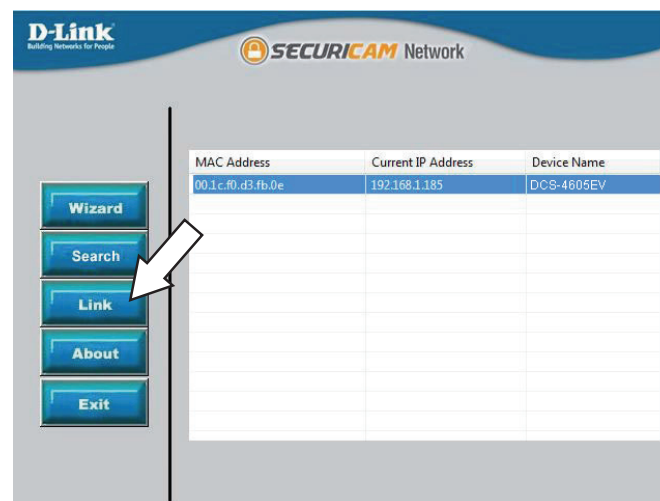 D-Link
Building Networks for People
SECURICAM Network
MAC Address Current IP Address Device Name
00.1c.f0.d3.fb.0e 192.168.1.185 DCS-4605EV
Wizard
Search
Link
About
Exit